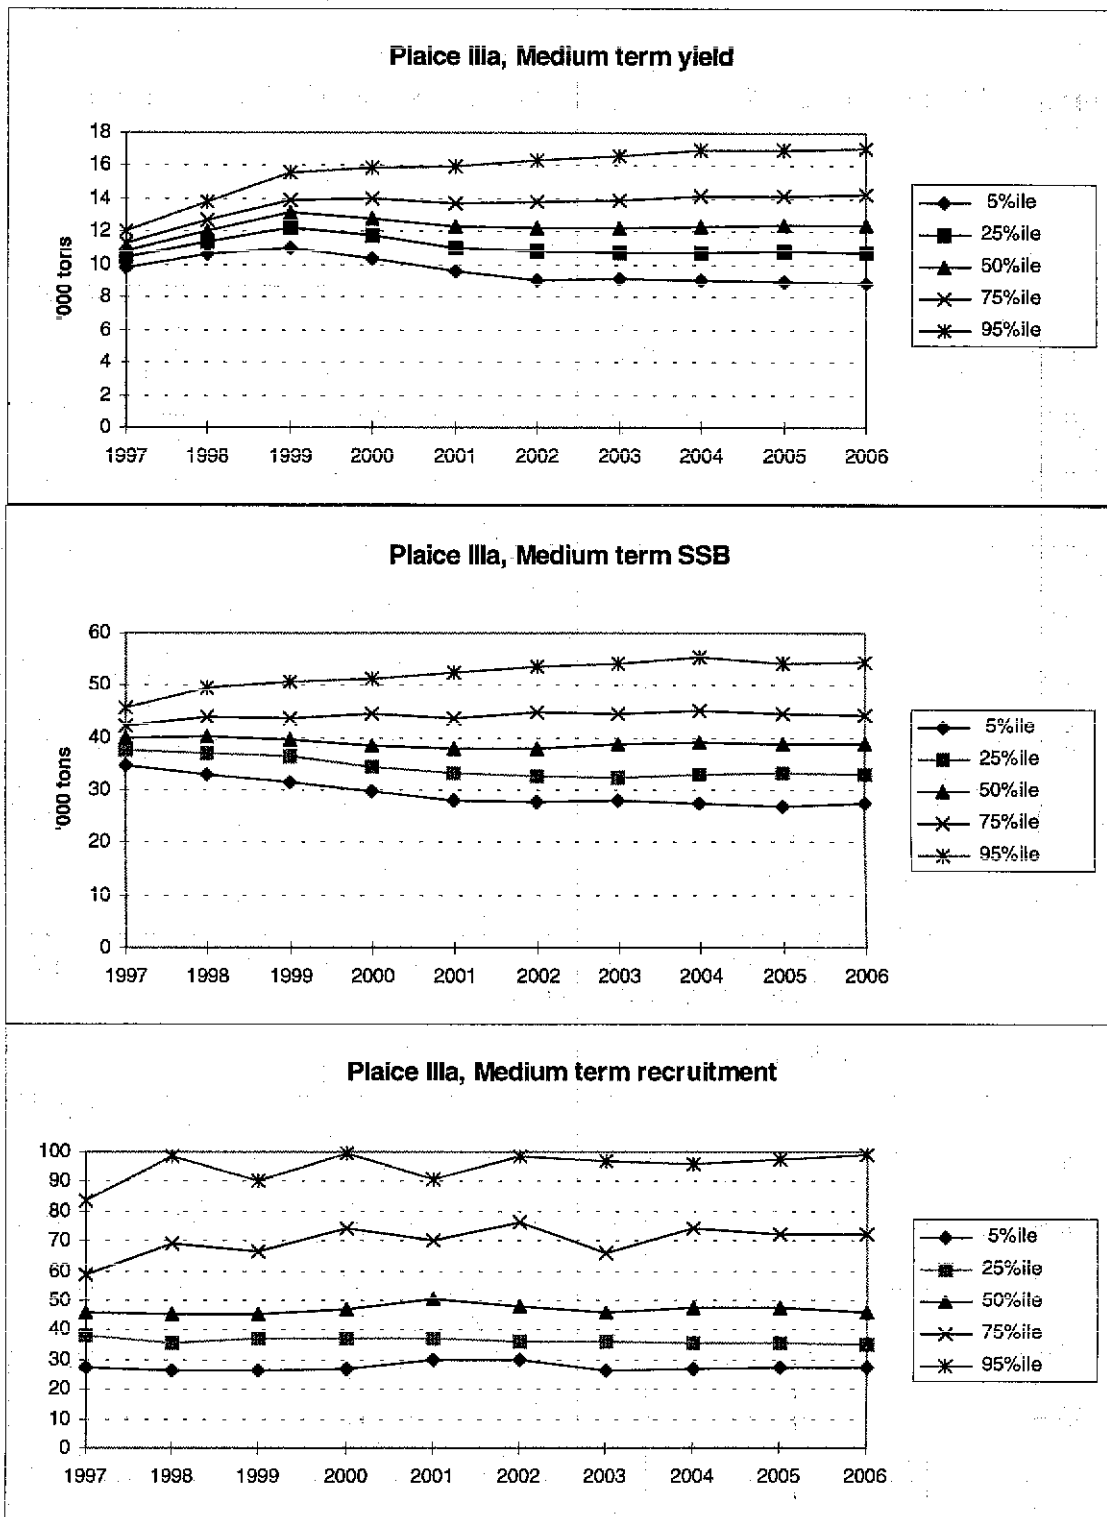 Plaice IIIa, Medium term yield
18
16
14
12
10
8
6
4
2
0
'000 tons
1997 1998 1999 2000 2001 2002 2003 2004 2005 2006
5%ile
25%ile
50%ile
75%ile
95%ile
Plaice IIIa, Medium term SSB
60
50
40
30
20
10
0
'000 tons
1997 1998 1999 2000 2001 2002 2003 2004 2005 2006
5%ile
25%ile
50%ile
75%ile
95%ile
Plaice IIIa, Medium term recruitment
100
90
80
70
60
50
40
30
20
10
0
1997 1998 1999 2000 2001 2002 2003 2004 2005 2006
5%ile
25%ile
50%ile
75%ile
95%ile